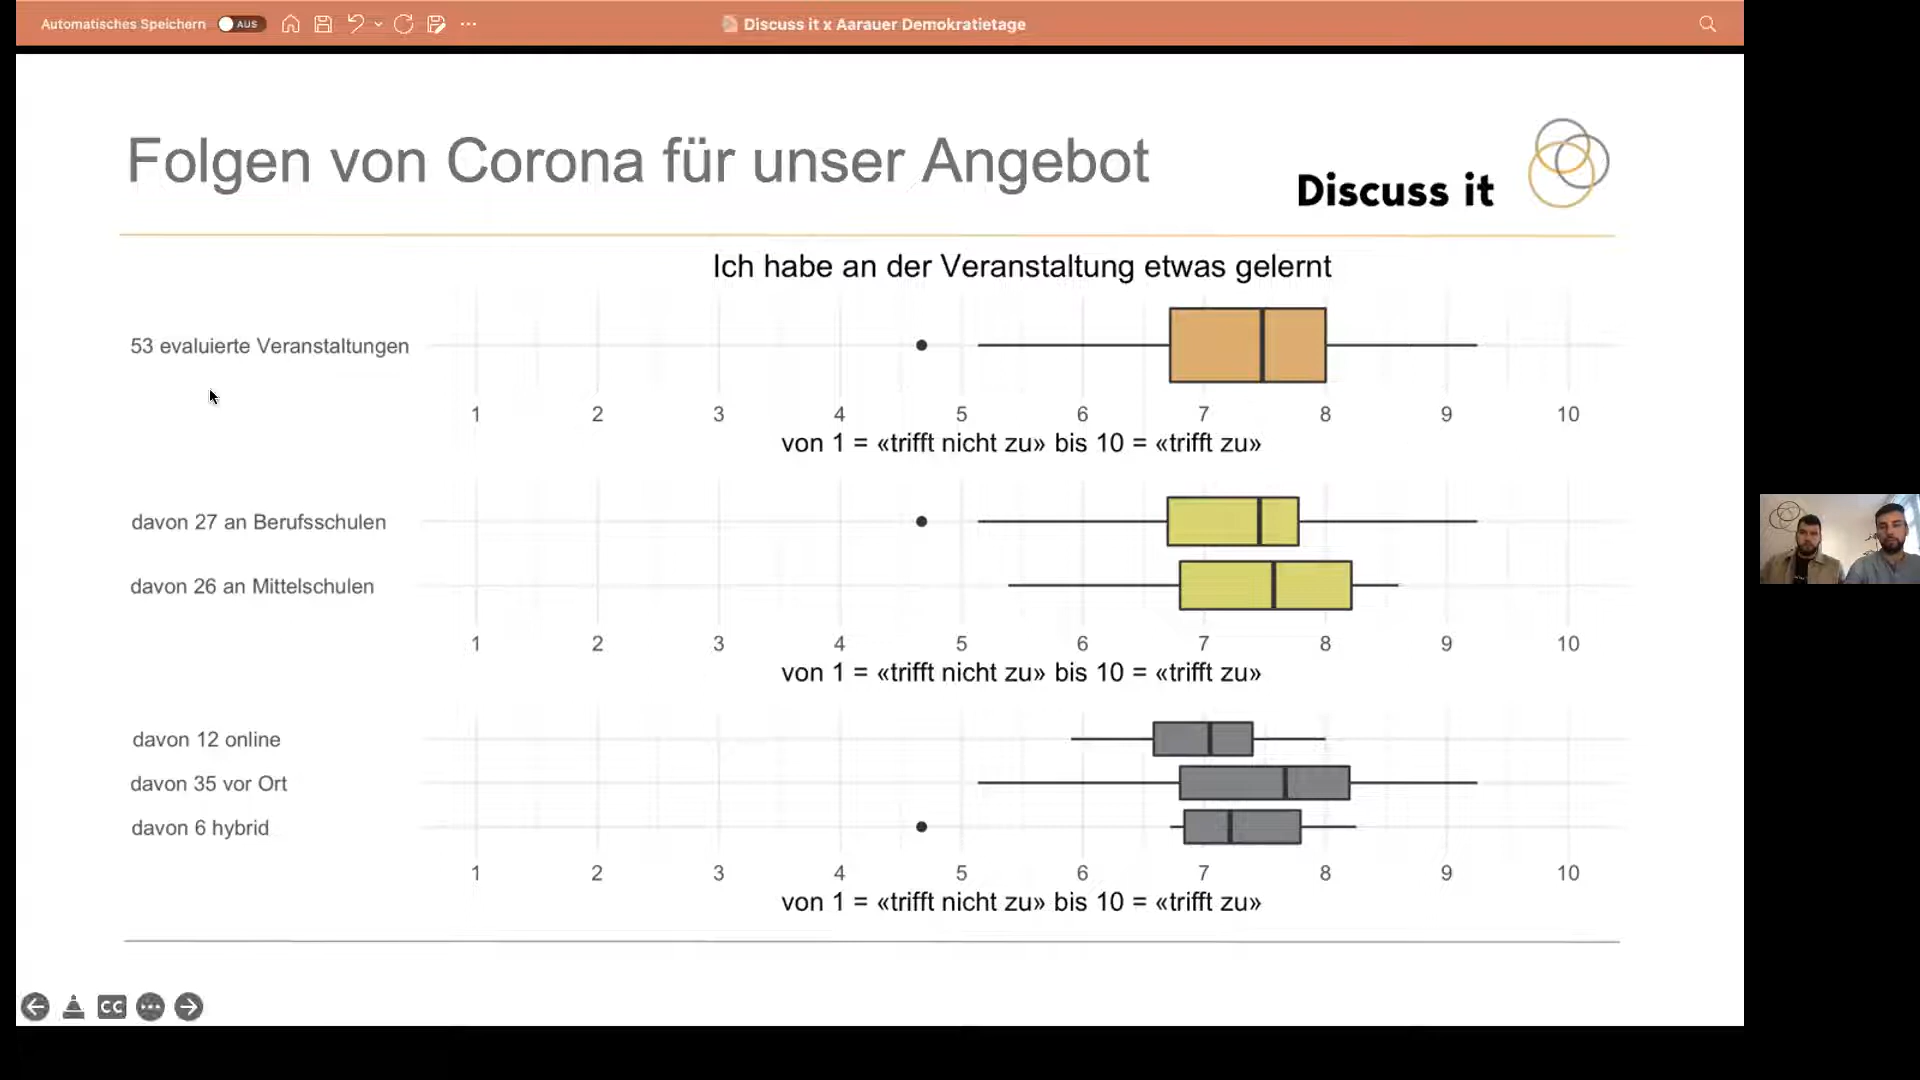 Automatisches Speichern AUS
Discuss it x Aarauer Demokratietage
Folgen von Corona für unser Angebot
Discuss it
Ich habe an der Veranstaltung etwas gelernt
53 evaluierte Veranstaltungen
1 2 3 4 5 6 7 8 9 10
von 1 = «trifft nicht zu» bis 10 = «trifft zu»
davon 27 an Berufsschulen
davon 26 an Mittelschulen
1 2 3 4 5 6 7 8 9 10
von 1 = «trifft nicht zu» bis 10 = «trifft zu»
davon 12 online
davon 35 vor Ort
davon 6 hybrid
1 2 3 4 5 6 7 8 9 10
von 1 = «trifft nicht zu» bis 10 = «trifft zu»
CC